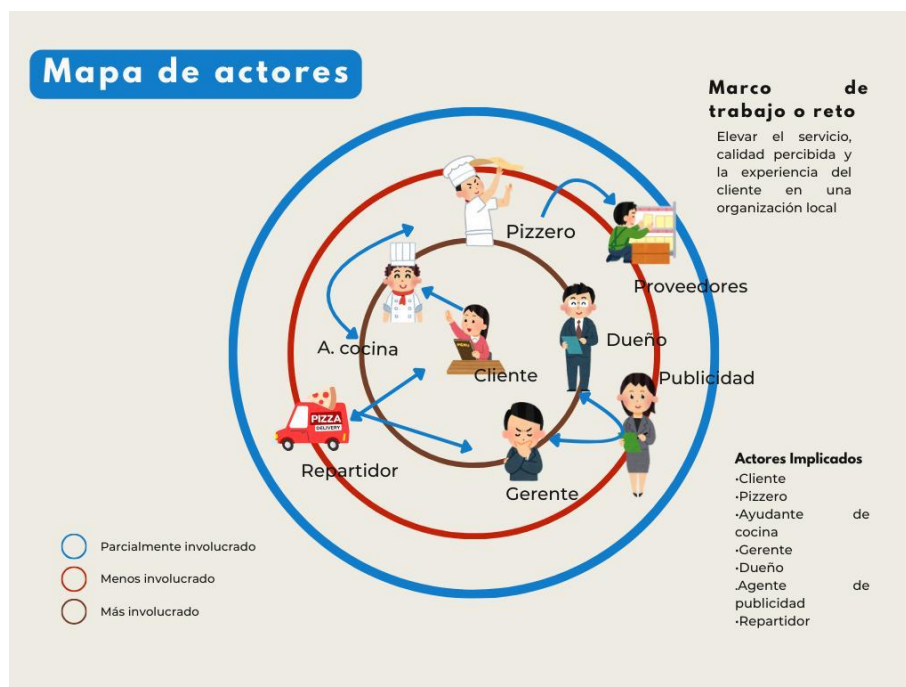 Mapa de actores
Marco de
trabajo o reto
Elevar el servicio,
calidad percibida y
la experiencia del
cliente en una
organización local
Pizzero
Proveedores
A. cocina
Dueño
MENU
Cliente
Publicidad
PIZZA
DELIVERY
Repartidor
Gerente
Actores Implicados
·Cliente
·Pizzero
·Ayudante de
cocina
·Gerente
·Dueño
.Agente de
publicidad
·Repartidor
Parcialmente involucrado
Menos involucrado
Más involucrado